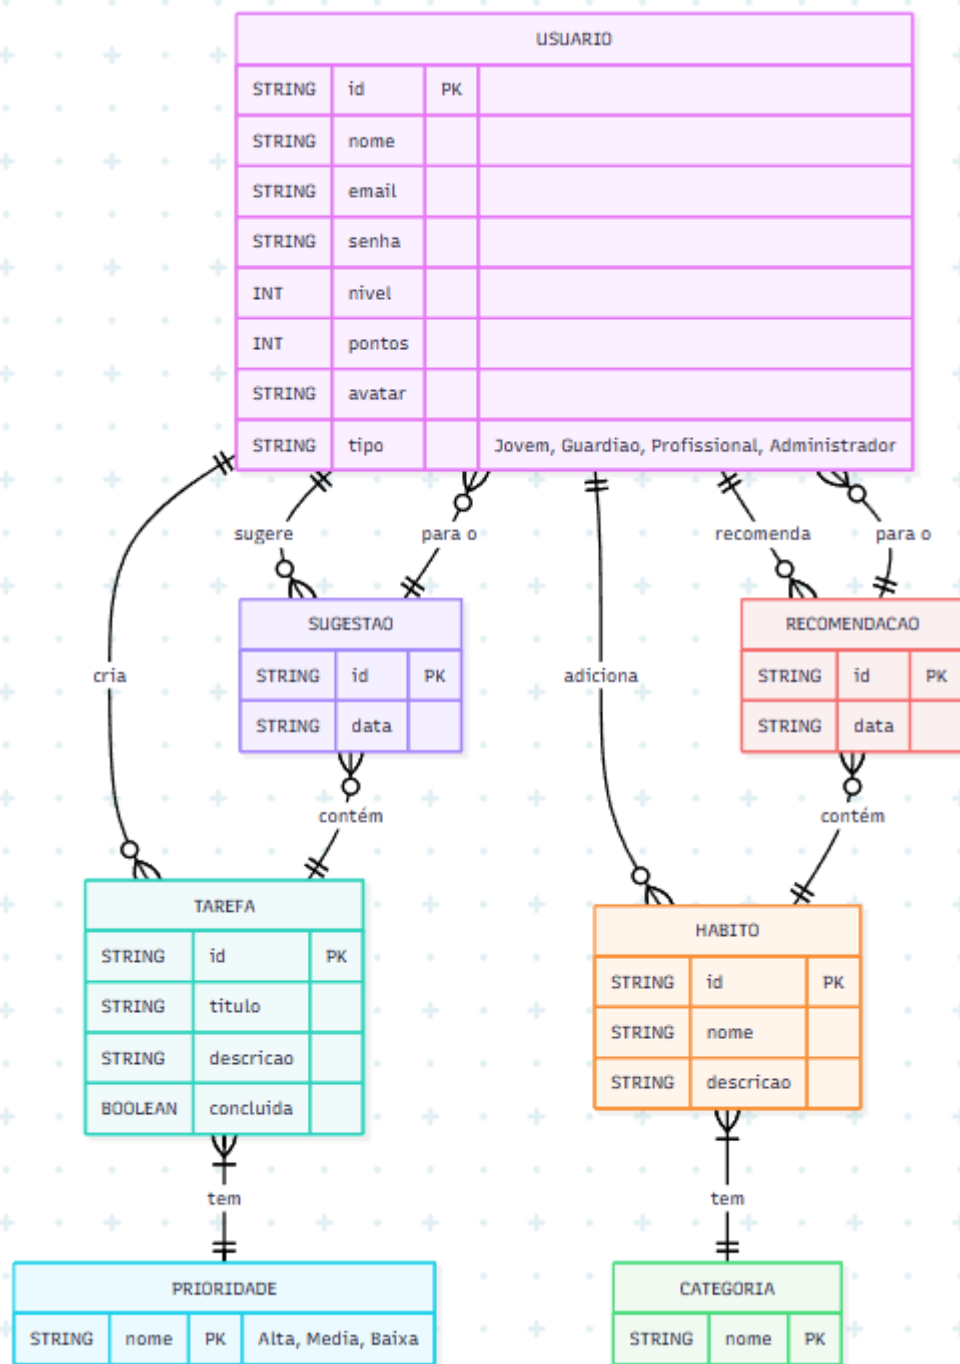 USUARIO
STRING id PK
STRING nome
STRING email
STRING senha
INT nivel
INT pontos
STRING avatar
STRING tipo Jovem, Guardiao, Profissional, Administrador
sugere para o recomenda para o
SUGESTAO RECOMENDACAO
cria STRING id PK adiciona STRING id PK
STRING data STRING data
contém contém
TAREFA
STRING id PK
STRING titulo
STRING descricao
BOOLEAN concluida
HABITO
STRING id PK
STRING nome
STRING descricao
tem tem
PRIORIDADE
STRING nome PK Alta, Media, Baixa
CATEGORIA
STRING nome PK